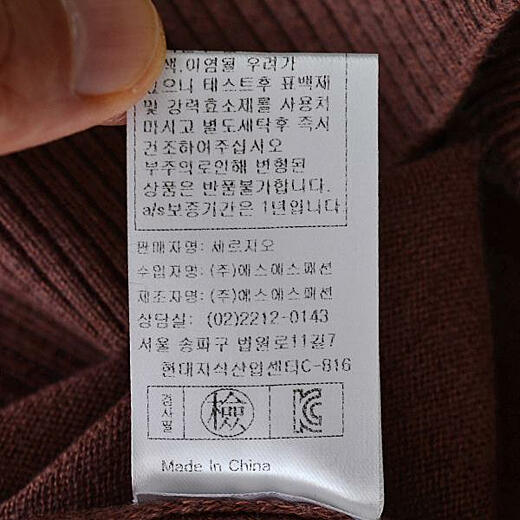 색.이염될 우려가
있으니 테스트후 표백제
및 강력효소제를 사용치
마시고 별도세탁후 즉시
건조하여주십시오
부주의로인해 변형된
상품은 반품불가합니다.
a/s보증기간은 1년입니다
판매자명: 세르지오
수입자명: (주)에스에스패션
제조자명: (주)에스에스패션
상담실: (02)2212-0143
서울 송파구 법원로11길7
현대지식산업센터C-816
검사필 檢 KC
Made In China